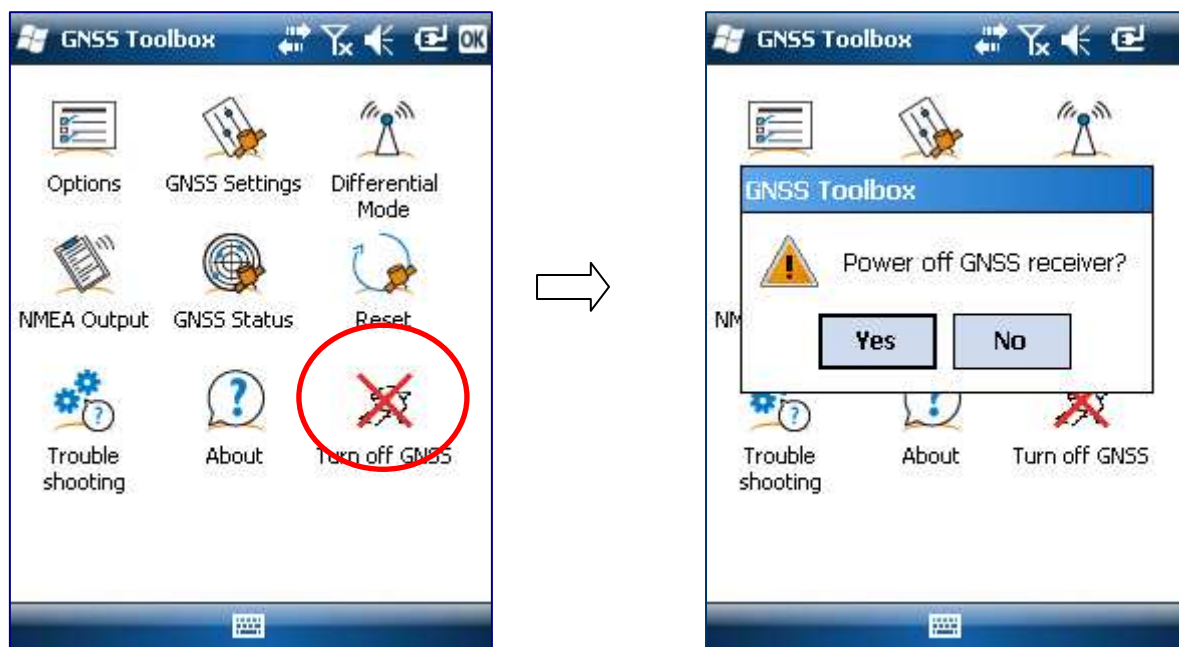 GNSS Toolbox
OK
Options
GNSS Settings
Differential
Mode
NMEA Output
GNSS Status
Reset
Trouble
shooting
About
Turn off GNSS
GNSS Toolbox
GNSS Toolbox
Power off GNSS receiver?
NM
Yes
No
Trouble
shooting
About
Turn off GNSS